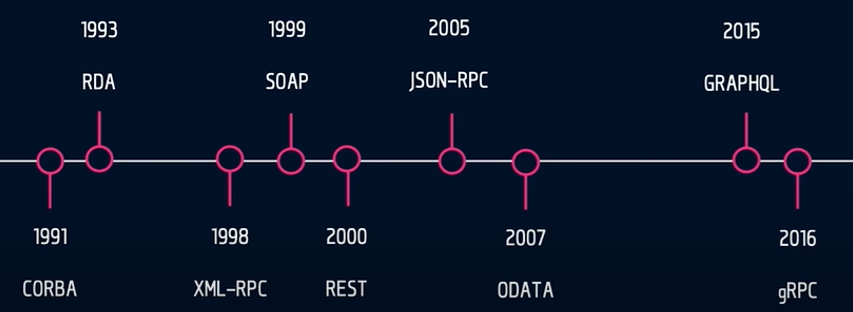 1993
RDA
1999
SOAP
2005
JSON-RPC
2015
GRAPHQL
1991
CORBA
1998
XML-RPC
2000
REST
2007
ODATA
2016
gRPC